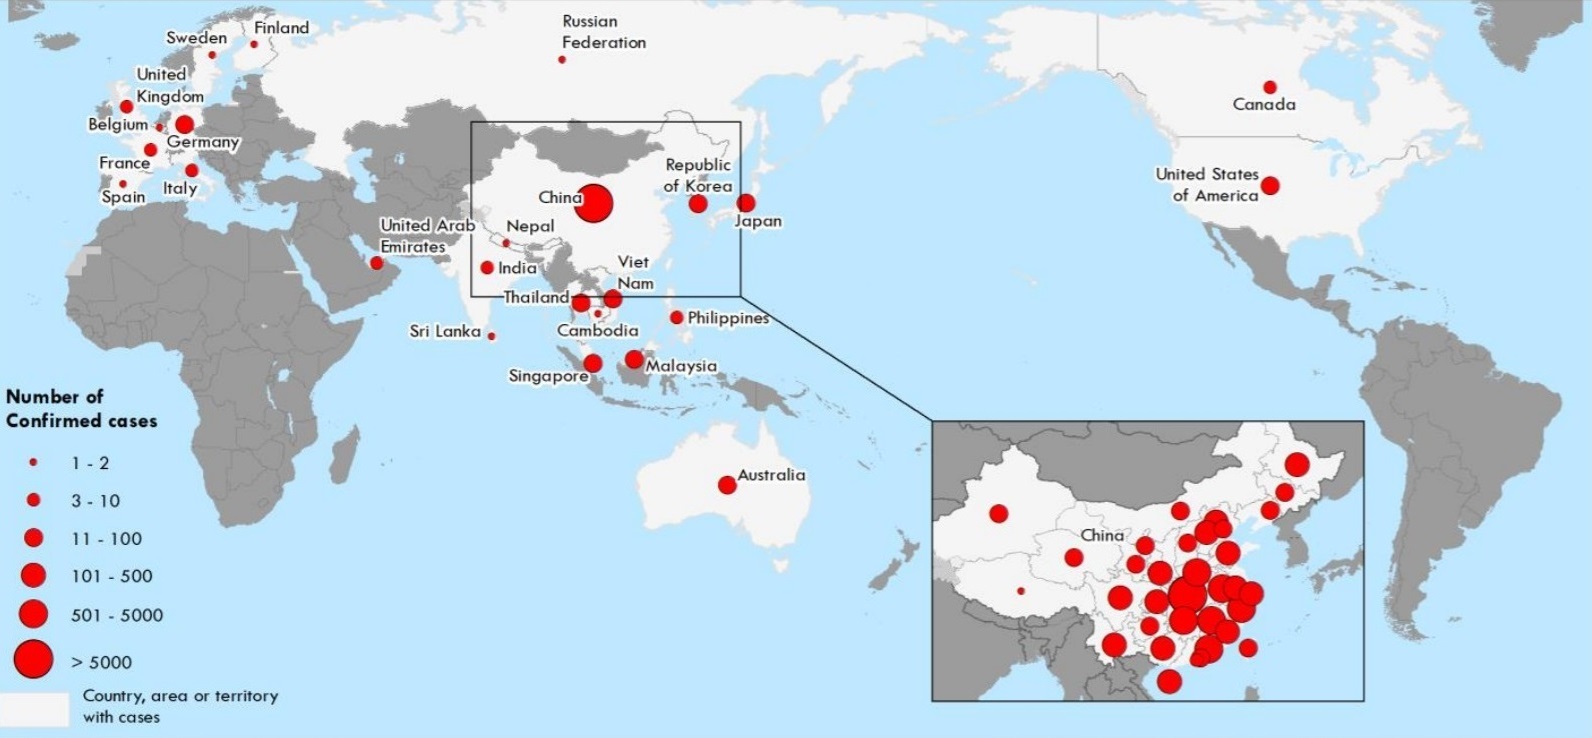 Russian
Federation
Finland
Sweden
United
Kingdom
Belgium
Germany
France
Italy
Spain
Canada
United States
of America
Republic
of Korea
China
Japan
United Arab
Emirates
Nepal
India
Viet
Nam
Thailand
Cambodia
Philippines
Sri Lanka
Singapore
Malaysia
Australia
China
Number of
Confirmed cases
1 - 2
3 - 10
11 - 100
101 - 500
501 - 5000
> 5000
Country, area or territory
with cases